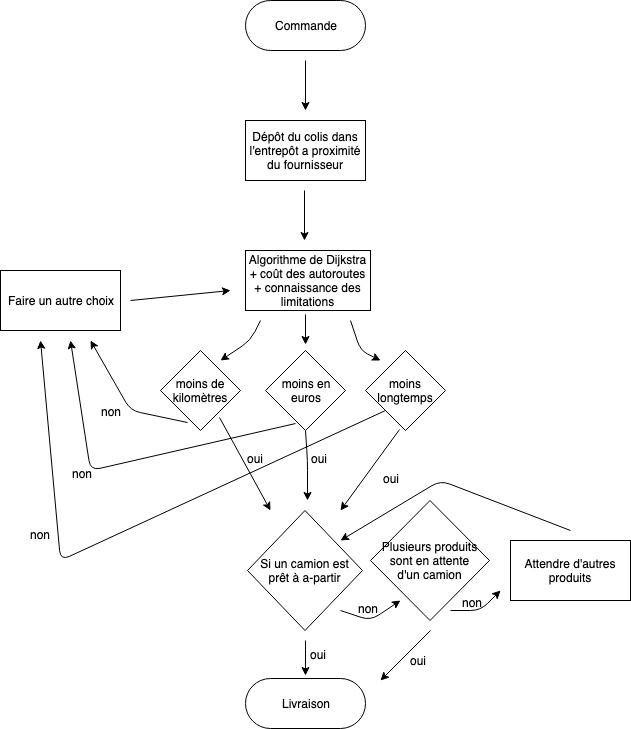 Commande
Dépôt du colis dans
l'entrepôt a proximité
du fournisseur
Algorithme de Dijkstra
+ coût des autoroutes
+ connaissance des
limitations
Faire un autre choix
moins de
kilomètres
moins en
euros
moins
longtemps
non
oui
oui
non
oui
non
Si un camion est
prêt à a-partir
Plusieurs produits
sont en attente
d'un camion
Attendre d'autres
produits
non
non
oui
oui
Livraison